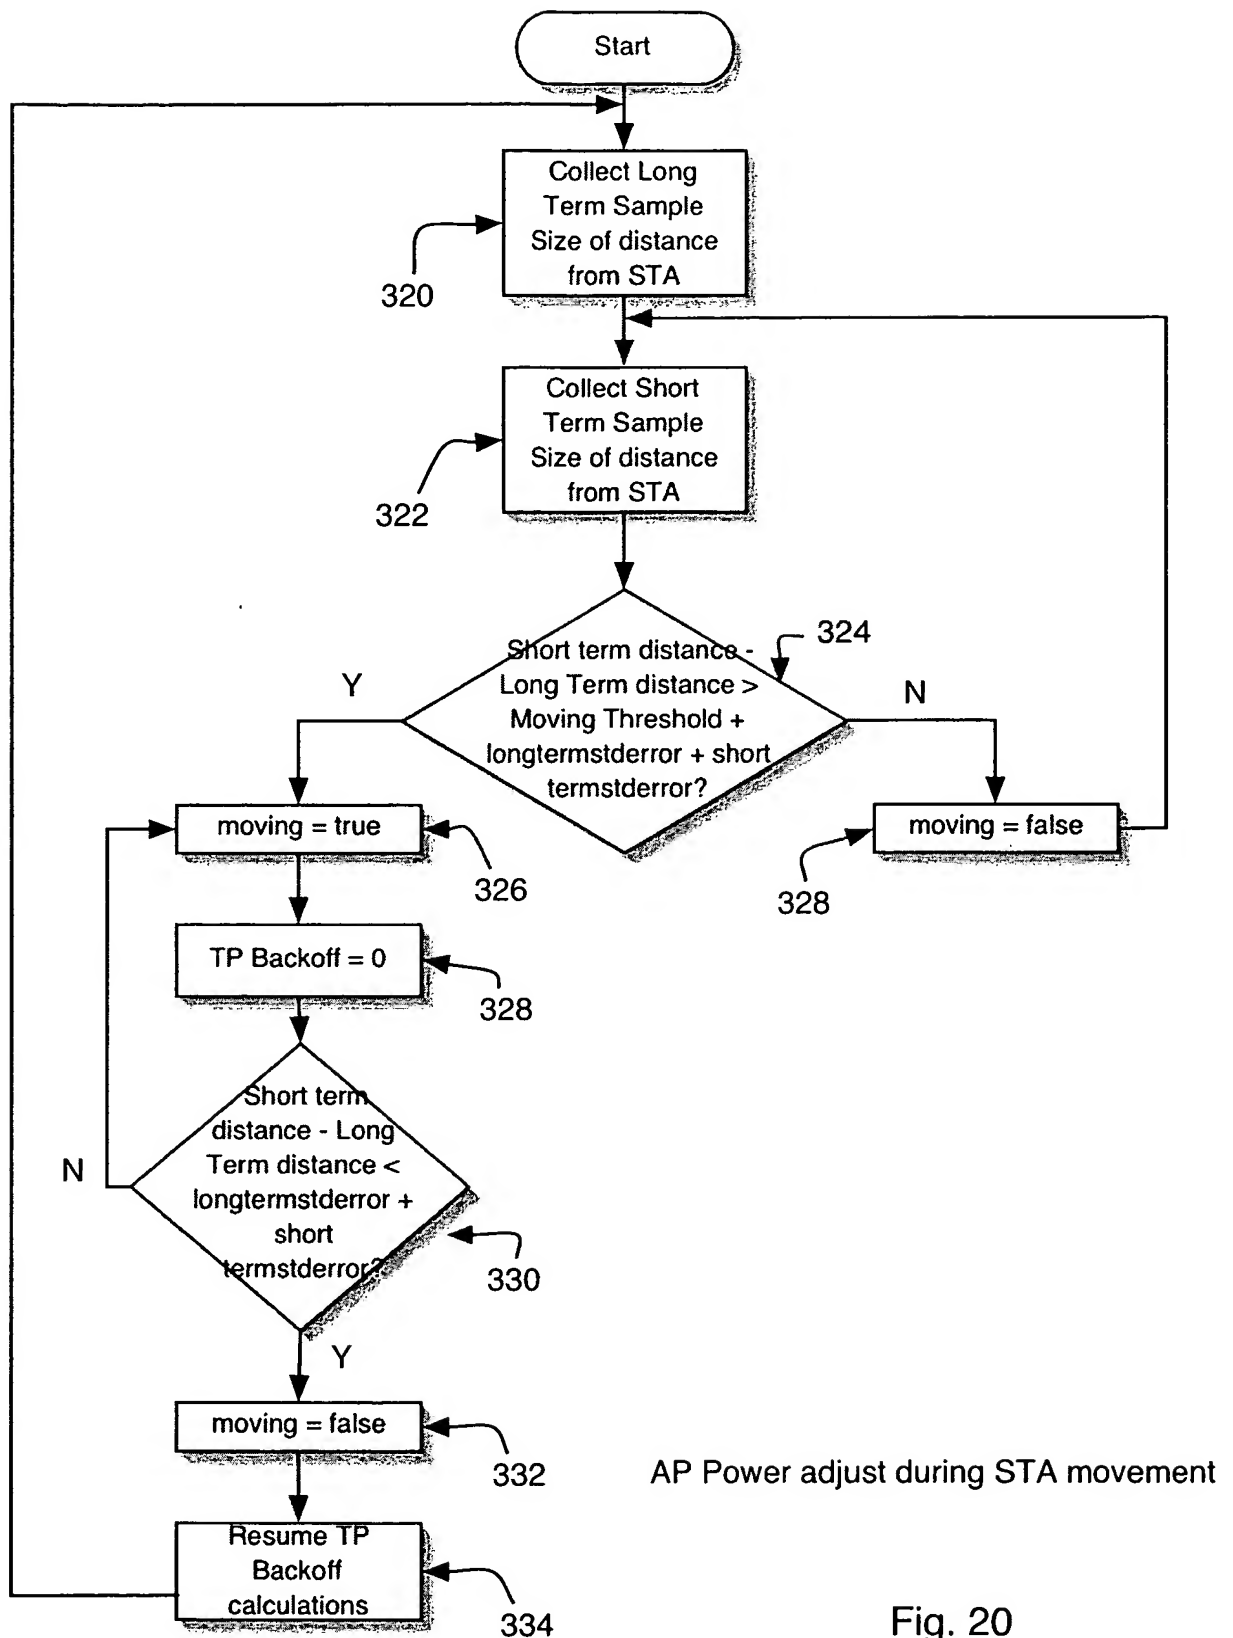 Start
Collect Long
Term Sample
Size of distance
from STA
320
Collect Short
Term Sample
Size of distance
from STA
322
324
Short term distance -
Long Term distance >
Moving Threshold +
longtermstderror + short
termstderror?
Y
N
moving = true
326
moving = false
328
TP Backoff = 0
328
Short term
distance - Long
Term distance <
longtermstderror +
short
termstderror?
N
330
Y
moving = false
332
AP Power adjust during STA movement
Resume TP
Backoff
calculations
334
Fig. 20